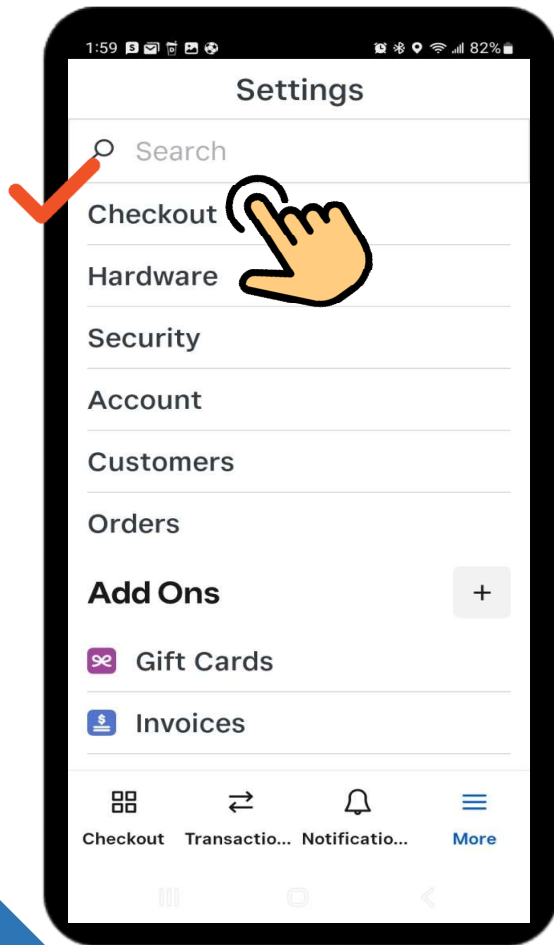 1:59 82%
Settings
Search
Checkout
Hardware
Security
Account
Customers
Orders
Add Ons +
Gift Cards
$ Invoices
Checkout Transactio... Notificatio... More